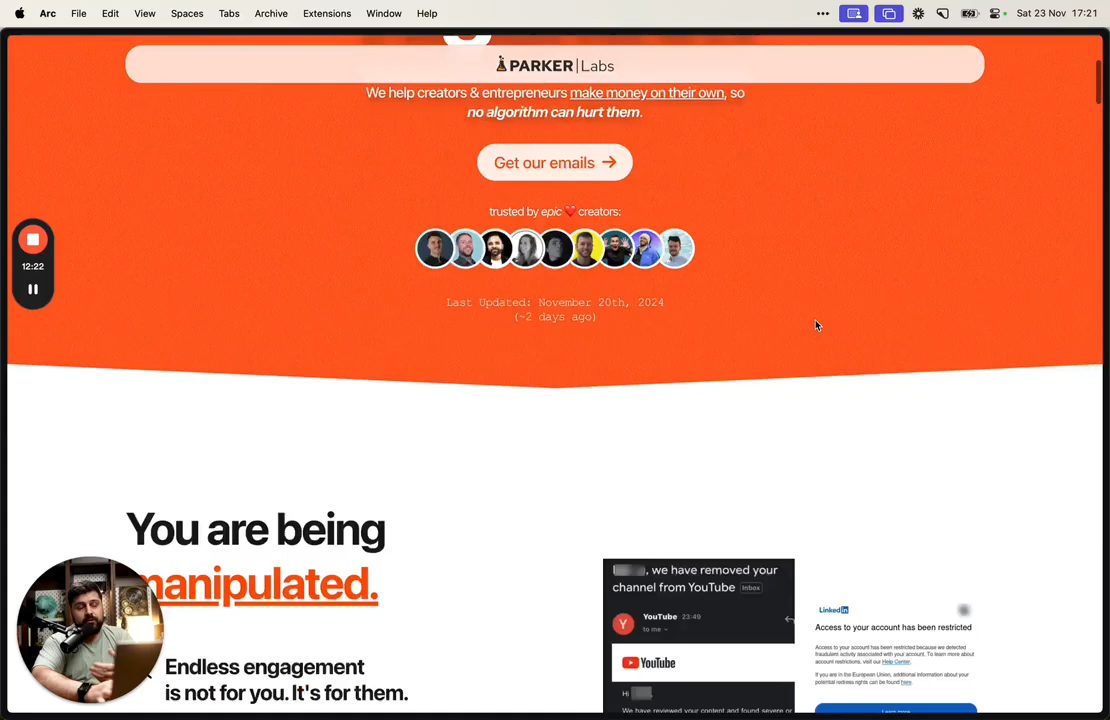 Arc File Edit View Spaces Tabs Archive Extensions Window Help Sat 23 Nov 17:21
PARKER|Labs
We help creators & entrepreneurs make money on their own, so
no algorithm can hurt them.
Get our emails →
trusted by epic ❤️ creators:
12:22
Last Updated: November 20th, 2024
(~2 days ago)
You are being
manipulated.
Endless engagement
is not for you. It's for them.
, we have removed your
channel from YouTube Inbox
Y
YouTube 23:49
to me
YouTube
Hi
We have reviewed your content and found severe or
LinkedIn
Access to your account has been restricted
Access to your account has been restricted because we detected
fraudulent activity associated with your account. To learn more about
account restrictions, visit our Help Center.
If you are in the European Union, additional information about your
potential redress rights can be found here.
Learn more